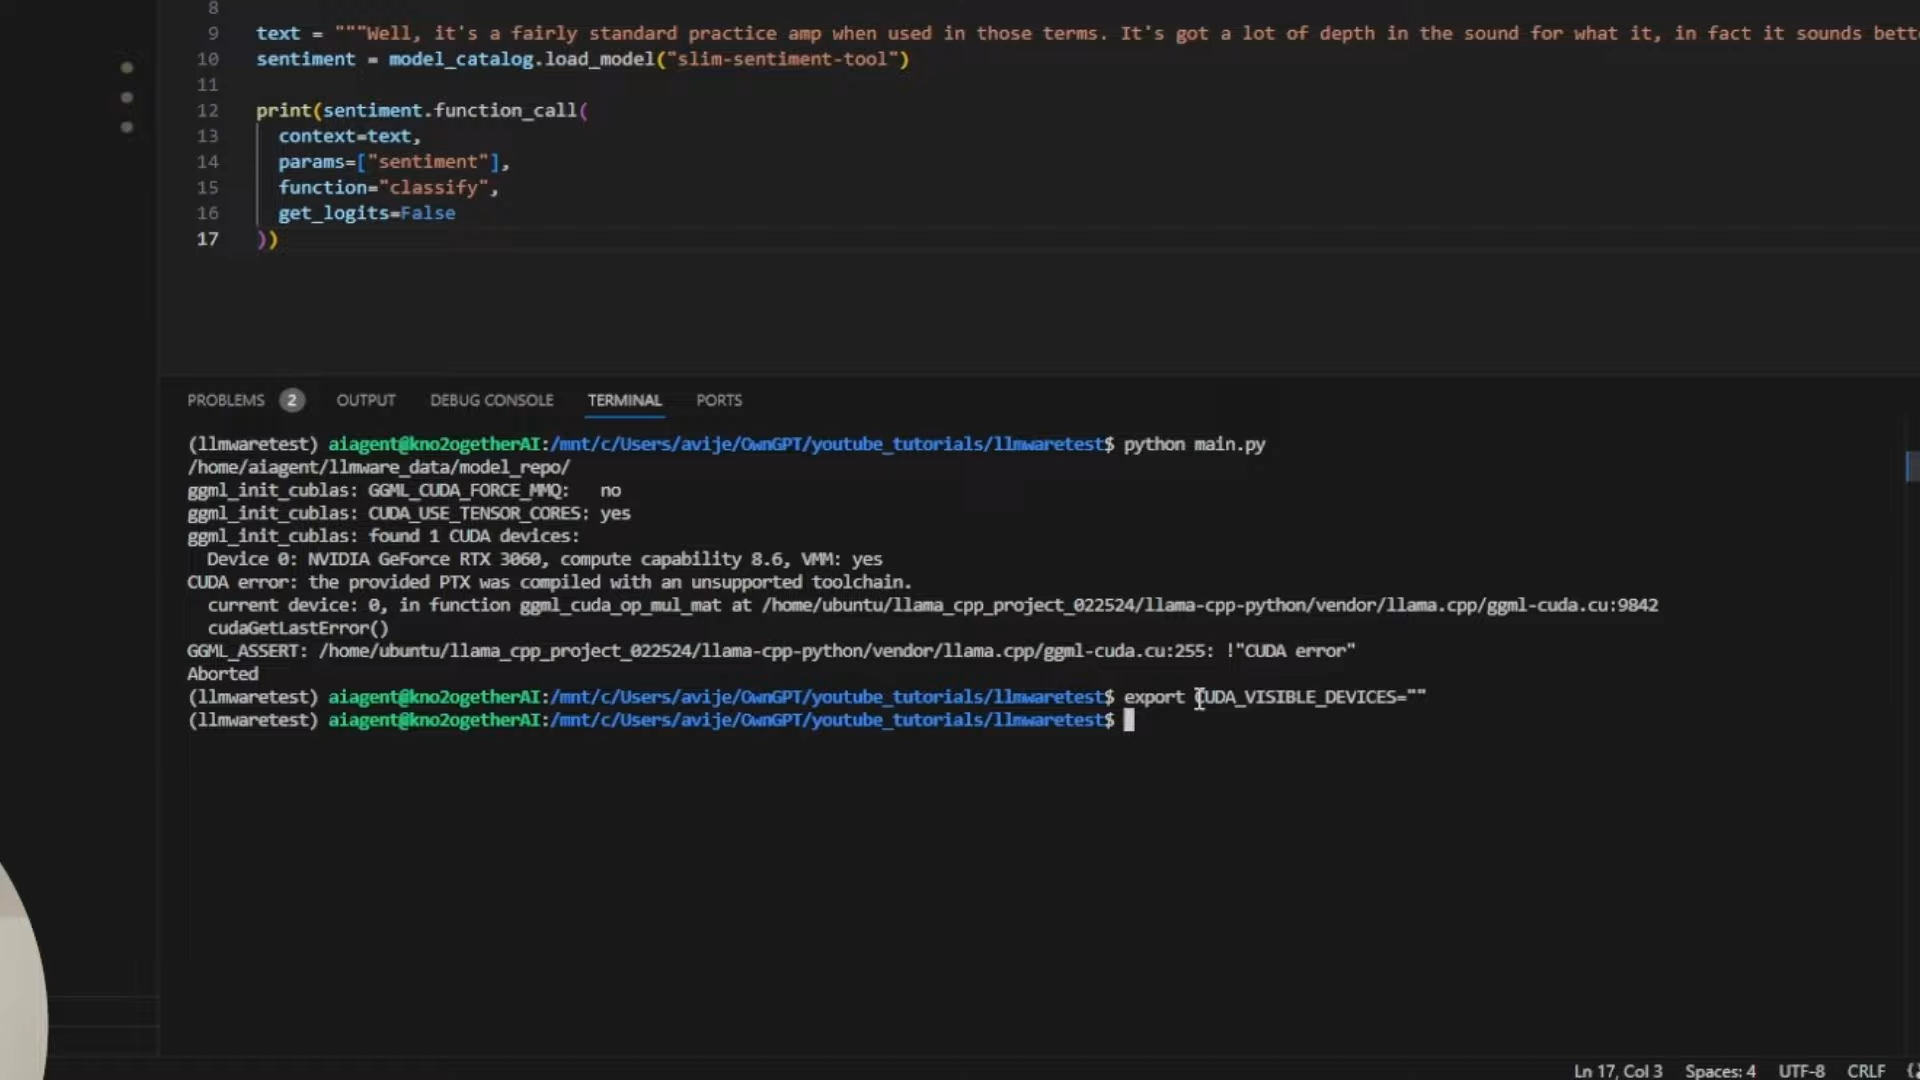 8
9 text = """Well, it's a fairly standard practice amp when used in those terms. It's got a lot of depth in the sound for what it, in fact it sounds
10 sentiment = model_catalog.load_model("slim-sentiment-tool")
11
12 print(sentiment.function_call(
13 context=text,
14 params=["sentiment"],
15 function="classify",
16 get_logits=False
17 ))
PROBLEMS 2 OUTPUT DEBUG CONSOLE TERMINAL PORTS
(llmwaretest) aiagent@kno2ogetherAI:/mnt/c/Users/avije/OwnGPT/youtube_tutorials/llmwaretest$ python main.py
/home/aiagent/llmware_data/model_repo/
ggml_init_cublas: GGML_CUDA_FORCE_MMQ: no
ggml_init_cublas: CUDA_USE_TENSOR_CORES: yes
ggml_init_cublas: found 1 CUDA devices:
Device 0: NVIDIA GeForce RTX 3060, compute capability 8.6, VMM: yes
CUDA error: the provided PTX was compiled with an unsupported toolchain.
current device: 0, in function ggml_cuda_op_mul_mat at /home/ubuntu/llama_cpp_project_022524/llama-cpp-python/vendor/llama.cpp/ggml-cuda.cu:9842
cudaGetLastError()
GGML_ASSERT: /home/ubuntu/llama_cpp_project_022524/llama-cpp-python/vendor/llama.cpp/ggml-cuda.cu:255: !"CUDA error"
Aborted
(llmwaretest) aiagent@kno2ogetherAI:/mnt/c/Users/avije/OwnGPT/youtube_tutorials/llmwaretest$ export CUDA_VISIBLE_DEVICES=""
(llmwaretest) aiagent@kno2ogetherAI:/mnt/c/Users/avije/OwnGPT/youtube_tutorials/llmwaretest$
Ln 17, Col 3 Spaces: 4 UTF-8 CRLF